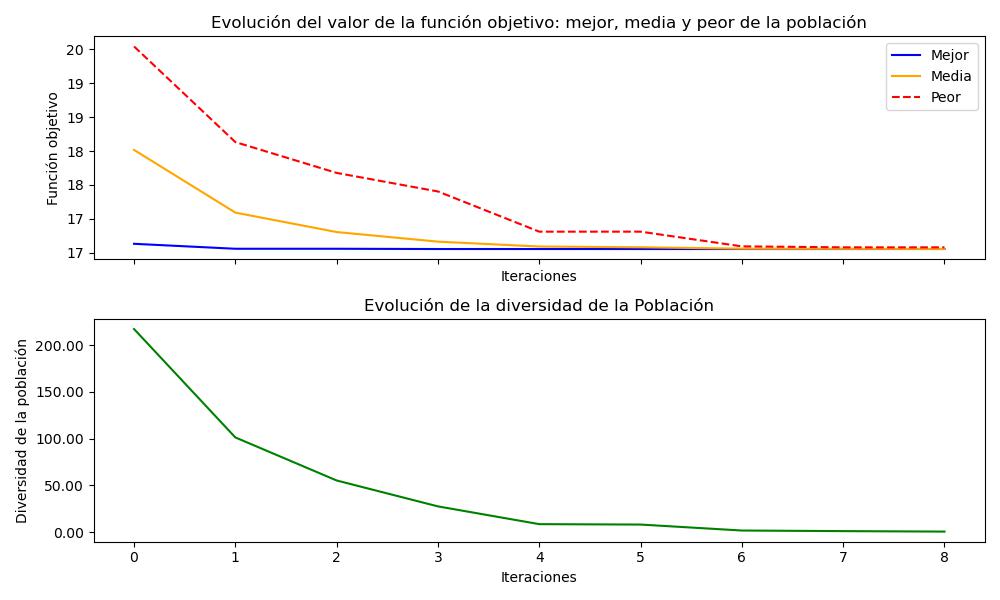 Evolución del valor de la función objetivo: mejor, media y peor de la población
20
19
19
18
18
17
17
Función objetivo
Mejor
Media
Peor
Iteraciones
Evolución de la diversidad de la Población
200.00
150.00
100.00
50.00
0.00
Diversidad de la población
0 1 2 3 4 5 6 7 8
Iteraciones